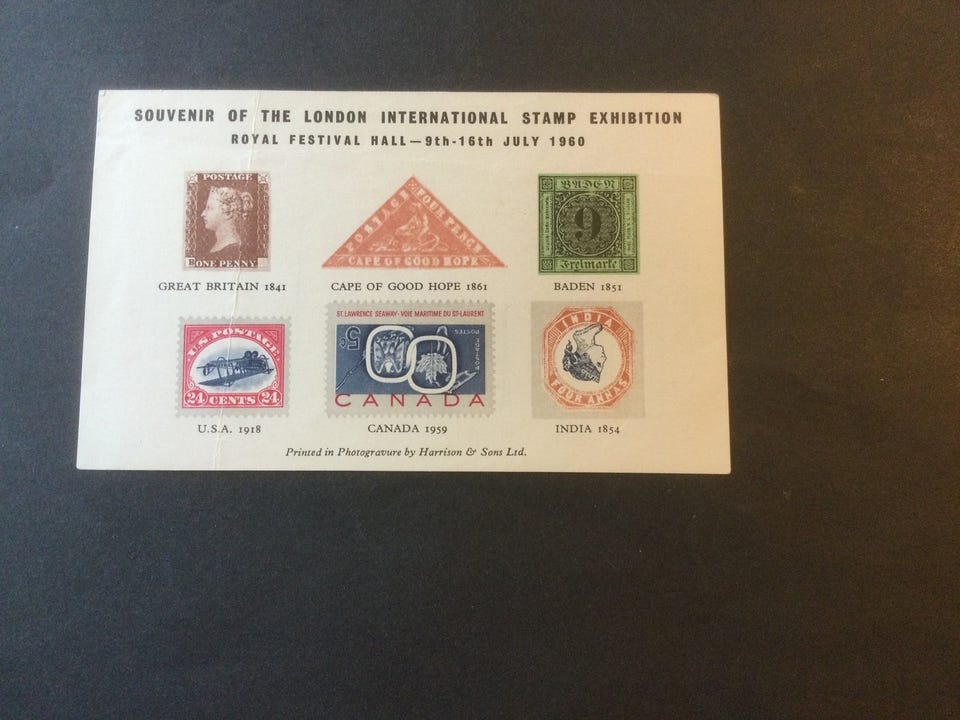 SOUVENIR OF THE LONDON INTERNATIONAL STAMP EXHIBITION
ROYAL FESTIVAL HALL—9th-16th JULY 1960
POSTAGE
ONE PENNY
GREAT BRITAIN 1841
POSTAGE FOUR PENCE
CAPE OF GOOD HOPE
CAPE OF GOOD HOPE 1861
BADEN
9
Freimarke
BADEN 1851
U.S. POSTAGE
24 CENTS 24
U.S.A. 1918
ST. LAWRENCE SEAWAY·VOIE MARITIME DU ST-LAURENT
5c
POSTES
POSTAGE
CANADA
CANADA 1959
INDIA
FOUR ANNAS
INDIA 1854
Printed in Photogravure by Harrison & Sons Ltd.